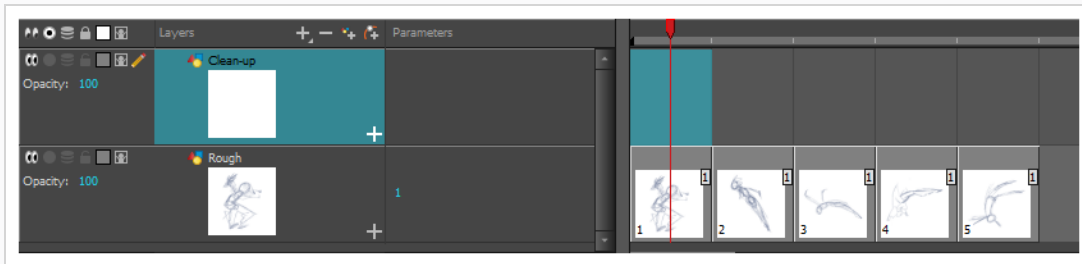 Layers Parameters
Clean-up
Opacity: 100
Rough
Opacity: 100
1
1 1 1 1 1
1 2 3 4 5